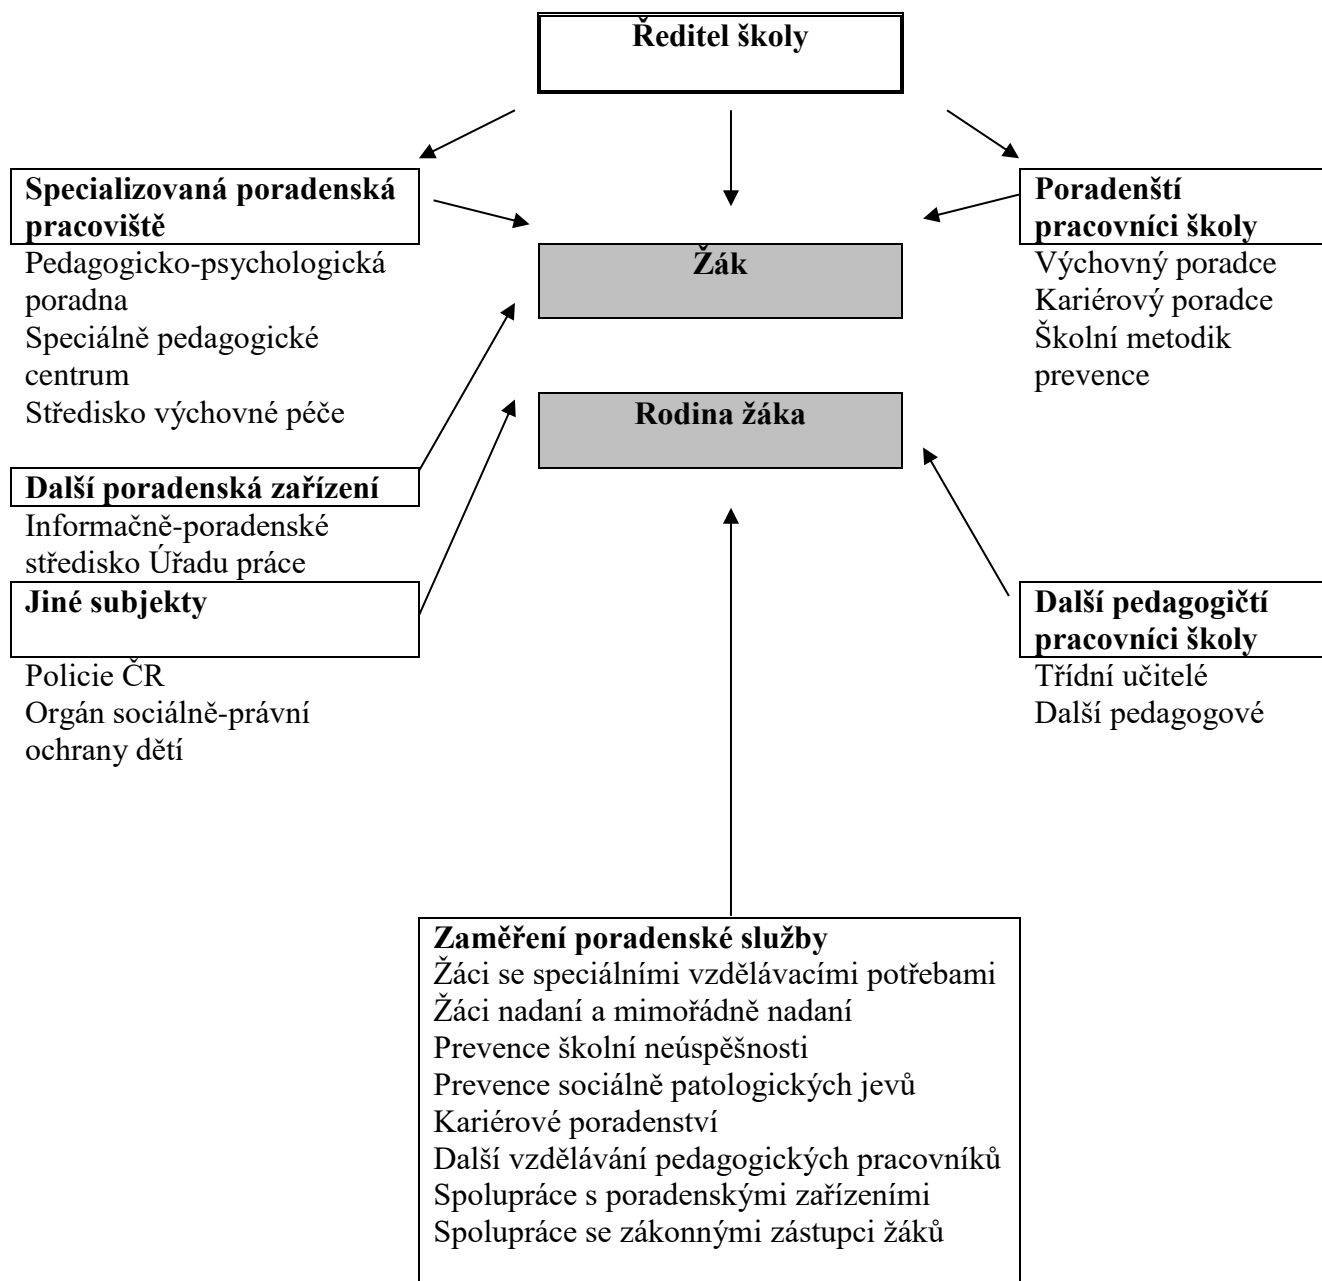 Ředitel školy
Specializovaná poradenská
pracoviště
Pedagogicko-psychologická
poradna
Speciálně pedagogické
centrum
Středisko výchovné péče
Žák
Rodina žáka
Poradenští
pracovníci školy
Výchovný poradce
Kariérový poradce
Školní metodik
prevence
Další poradenská zařízení
Informačně-poradenské
středisko Úřadu práce
Jiné subjekty
Policie ČR
Orgán sociálně-právní
ochrany dětí
Další pedagogičtí
pracovníci školy
Třídní učitelé
Další pedagogové
Zaměření poradenské služby
Žáci se speciálními vzdělávacími potřebami
Žáci nadaní a mimořádně nadaní
Prevence školní neúspěšnosti
Prevence sociálně patologických jevů
Kariérové poradenství
Další vzdělávání pedagogických pracovníků
Spolupráce s poradenskými zařízeními
Spolupráce se zákonnými zástupci žáků